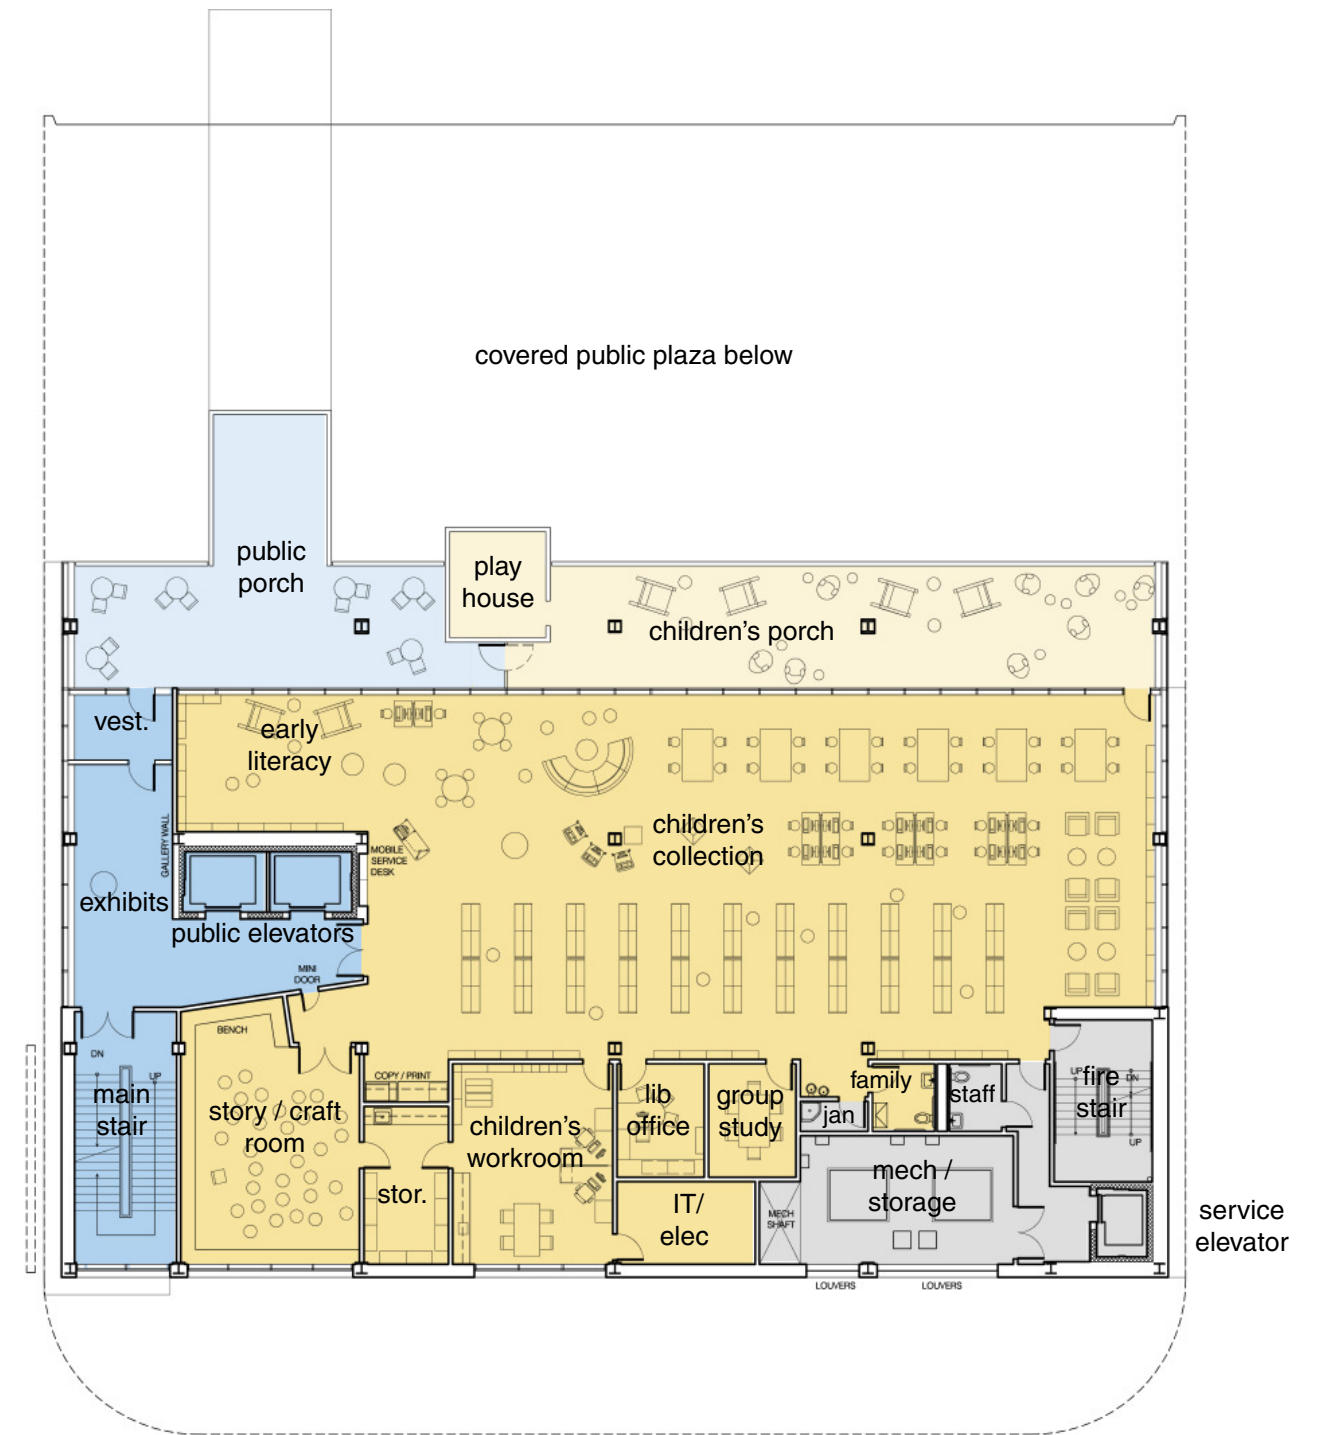 covered public plaza below
public
porch
play
house
children's porch
vest.
early
literacy
GALLERY WALL
MOBILE
SERVICE
DESK
children's
collection
exhibits
public elevators
MINI
DOOR
BENCH
DN
UP
main
stair
story / craft
room
COPY / PRINT
stor.
children's
workroom
lib
office
group
study
IT/
elec
family
jan
staff
UP
DN
fire
stair
UP
mech /
storage
MECH
SHAFT
service
elevator
LOUVERS
LOUVERS